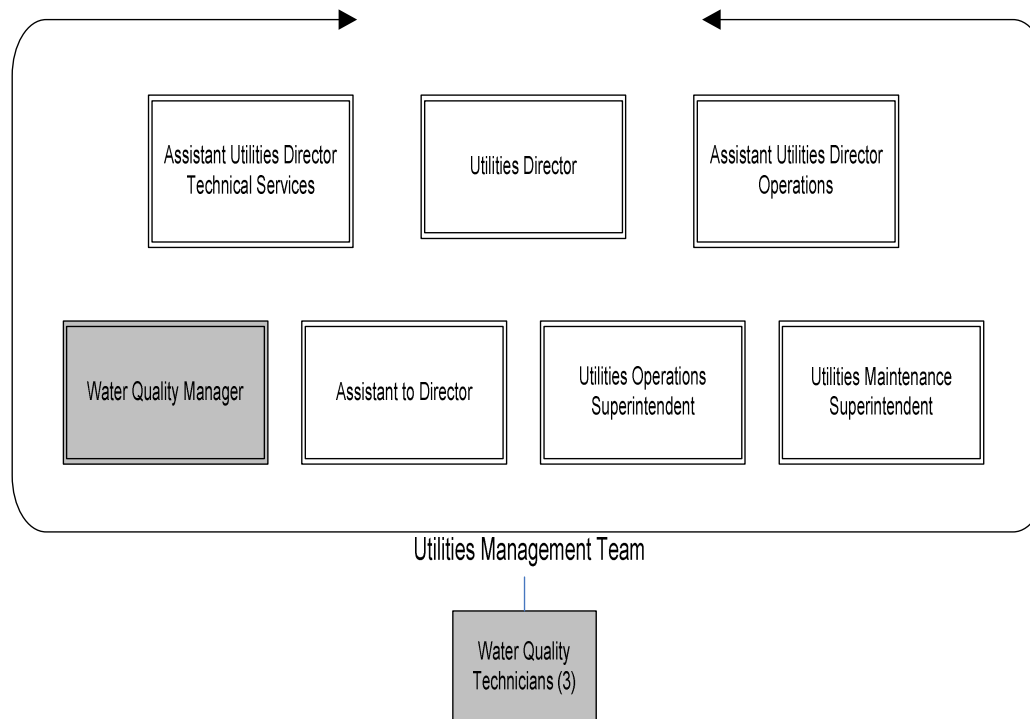 Assistant Utilities Director
Technical Services
Utilities Director
Assistant Utilities Director
Operations
Water Quality Manager
Assistant to Director
Utilities Operations
Superintendent
Utilities Maintenance
Superintendent
Utilities Management Team
Water Quality
Technicians (3)